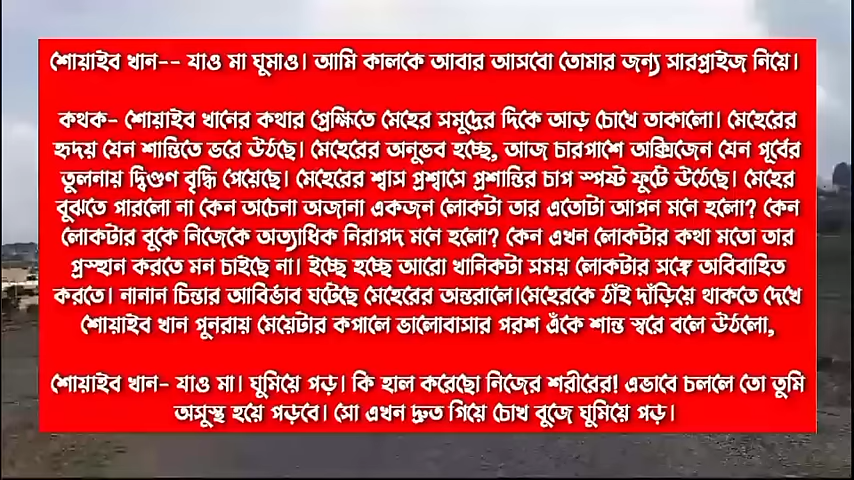 শোয়াইব খান-- যাও মা ঘুমাও। আমি কালকে আবার আসবো তোমার জন্য সারপ্রাইজ নিয়ে।
কথক- শোয়াইব খানের কথার প্রেক্ষিতে মেহের সমুদ্রের দিকে আড় চোখে তাকালো। মেহেরের
হৃদয় যেন শান্তিতে ভরে উঠছে। মেহেরের অনুভব হচ্ছে, আজ চারপাশে অক্সিজেন যেন পূর্বের
তুলনায় দ্বিগুণ বৃদ্ধি পেয়েছে। মেহেরের শ্বাস প্রশ্বাসে প্রশান্তির চাপ স্পষ্ট ফুটে উঠেছে। মেহের
বুঝতে পারলো না কেন অচেনা অজানা একজন লোকটা তার এতোটা আপন মনে হলো? কেন
লোকটার বুকে নিজেকে অত্যাধিক নিরাপদ মনে হলো? কেন এখন লোকটার কথা মতো তার
প্রস্হান করতে মন চাইছে না। ইচ্ছে হচ্ছে আরো খানিকটা সময় লোকটার সঙ্গে অবিবাহিত
করতে। নানান চিন্তার আবির্ভাব ঘটেছে মেহেরের অন্তরালে।মেহেরকে ঠাঁই দাঁড়িয়ে থাকতে দেখে
শোয়াইব খান পুনরায় মেয়েটার কপালে ভালোবাসার পরশ এঁকে শান্ত স্বরে বলে উঠলো,
শোয়াইব খান- যাও মা। ঘুমিয়ে পড়। কি হাল করেছো নিজের শরীরের! এভাবে চললে তো তুমি
অসুস্থ হয়ে পড়বে। সো এখন দ্রুত গিয়ে চোখ বুজে ঘুমিয়ে পড়।